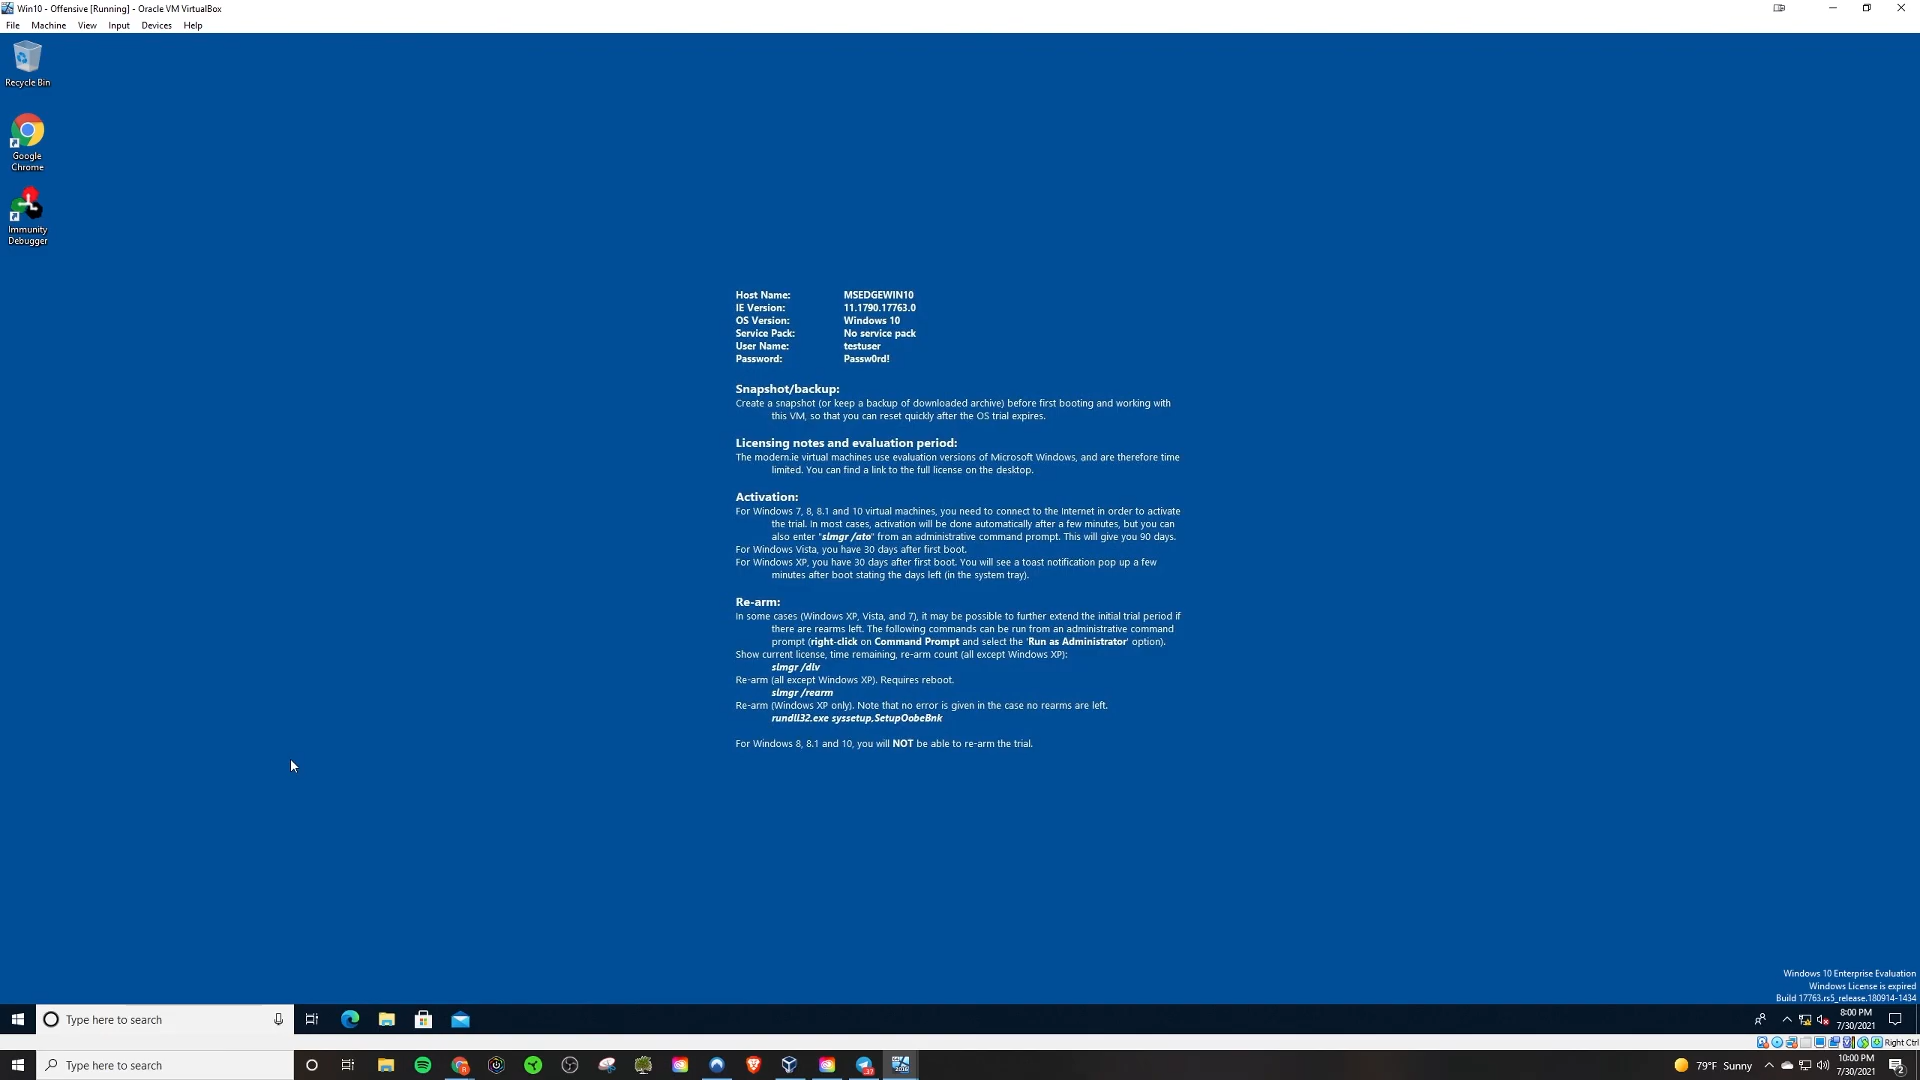 Win10 - Offensive [Running] - Oracle VM VirtualBox
File Machine View Input Devices Help
Recycle Bin
Google
Chrome
Immunity
Debugger
Host Name: MSEDGEWIN10
IE Version: 11.1790.17763.0
OS Version: Windows 10
Service Pack: No service pack
User Name: testuser
Password: Passw0rd!
Snapshot/backup:
Create a snapshot (or keep a backup of downloaded archive) before first booting and working with
this VM, so that you can reset quickly after the OS trial expires.
Licensing notes and evaluation period:
The modern.ie virtual machines use evaluation versions of Microsoft Windows, and are therefore time
limited. You can find a link to the full license on the desktop.
Activation:
For Windows 7, 8, 8.1 and 10 virtual machines, you need to connect to the Internet in order to activate
the trial. In most cases, activation will be done automatically after a few minutes, but you can
also enter "slmgr /ato" from an administrative command prompt. This will give you 90 days.
For Windows Vista, you have 30 days after first boot.
For Windows XP, you have 30 days after first boot. You will see a toast notification pop up a few
minutes after boot stating the days left (in the system tray).
Re-arm:
In some cases (Windows XP, Vista, and 7), it may be possible to further extend the initial trial period if
there are rearms left. The following commands can be run from an administrative command
prompt (right-click on Command Prompt and select the 'Run as Administrator' option).
Show current license, time remaining, re-arm count (all except Windows XP):
slmgr /dlv
Re-arm (all except Windows XP). Requires reboot.
slmgr /rearm
Re-arm (Windows XP only). Note that no error is given in the case no rearms are left.
rundll32.exe syssetup,SetupOobeBnk
For Windows 8, 8.1 and 10, you will NOT be able to re-arm the trial.
Windows 10 Enterprise Evaluation
Windows License is expired
Build 17763.rs5_release.180914-1434
Type here to search
8:00 PM
7/30/2021
Right Ctrl
Type here to search
79°F Sunny
10:00 PM
7/30/2021
2